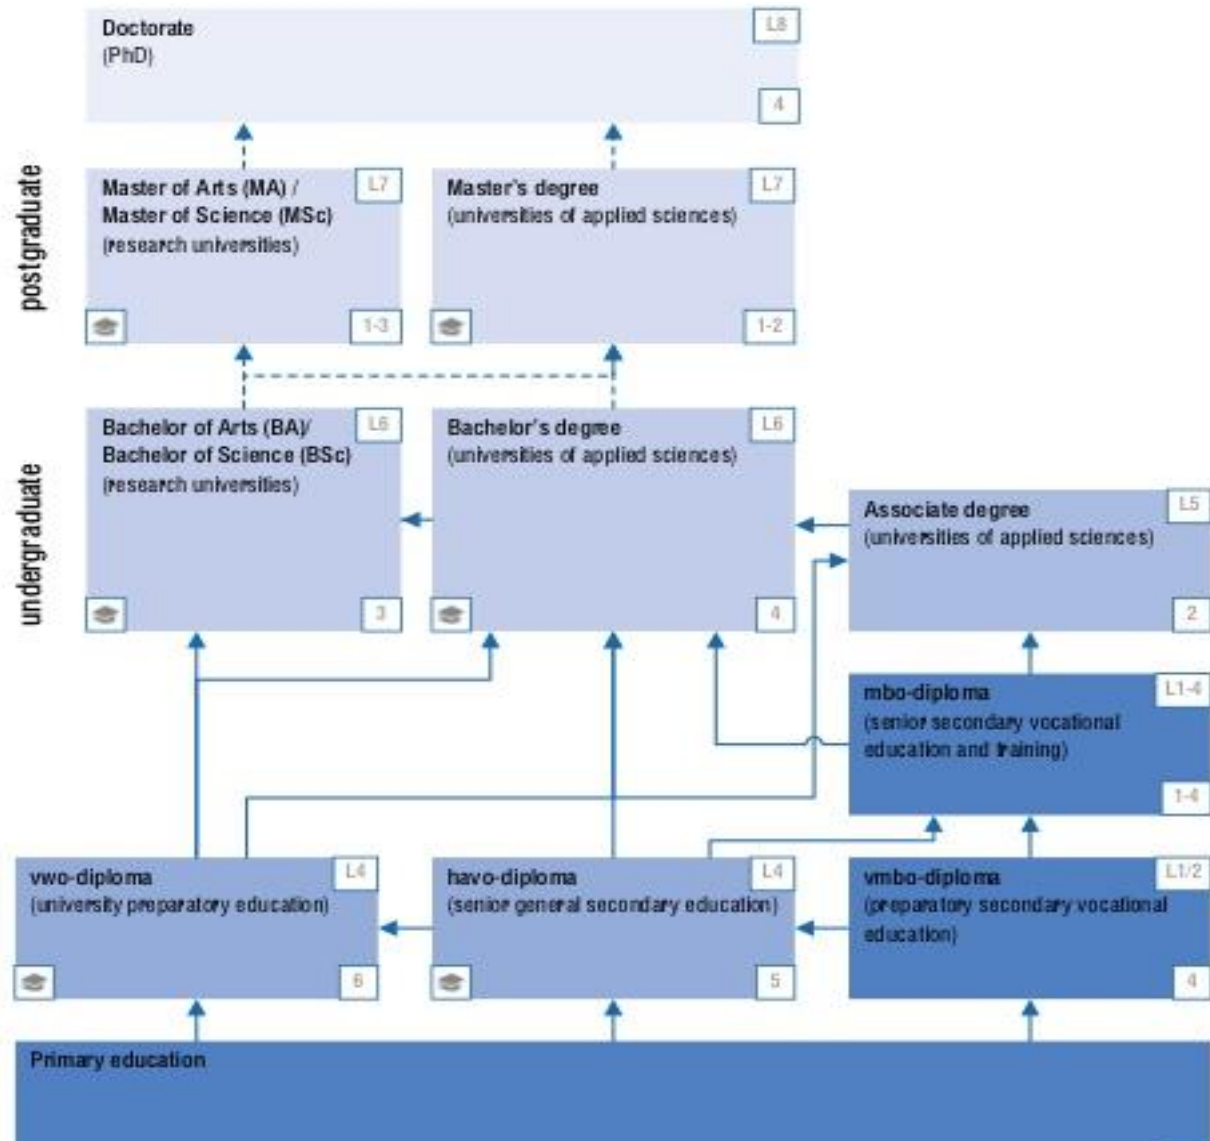 Doctorate
(PhD)
L8
4
postgraduate
Master of Arts (MA) /
Master of Science (MSc)
(research universities)
L7
1-3
Master's degree
(universities of applied sciences)
L7
1-2
undergraduate
Bachelor of Arts (BA)/
Bachelor of Science (BSc)
(research universities)
L6
3
Bachelor's degree
(universities of applied sciences)
L6
4
Associate degree
(universities of applied sciences)
L5
2
mbo-diploma
(senior secondary vocational
education and training)
L1-4
1-4
vwo-diploma
(university preparatory education)
L4
6
havo-diploma
(senior general secondary education)
L4
5
vmbo-diploma
(preparatory secondary vocational
education)
L1/2
4
Primary education